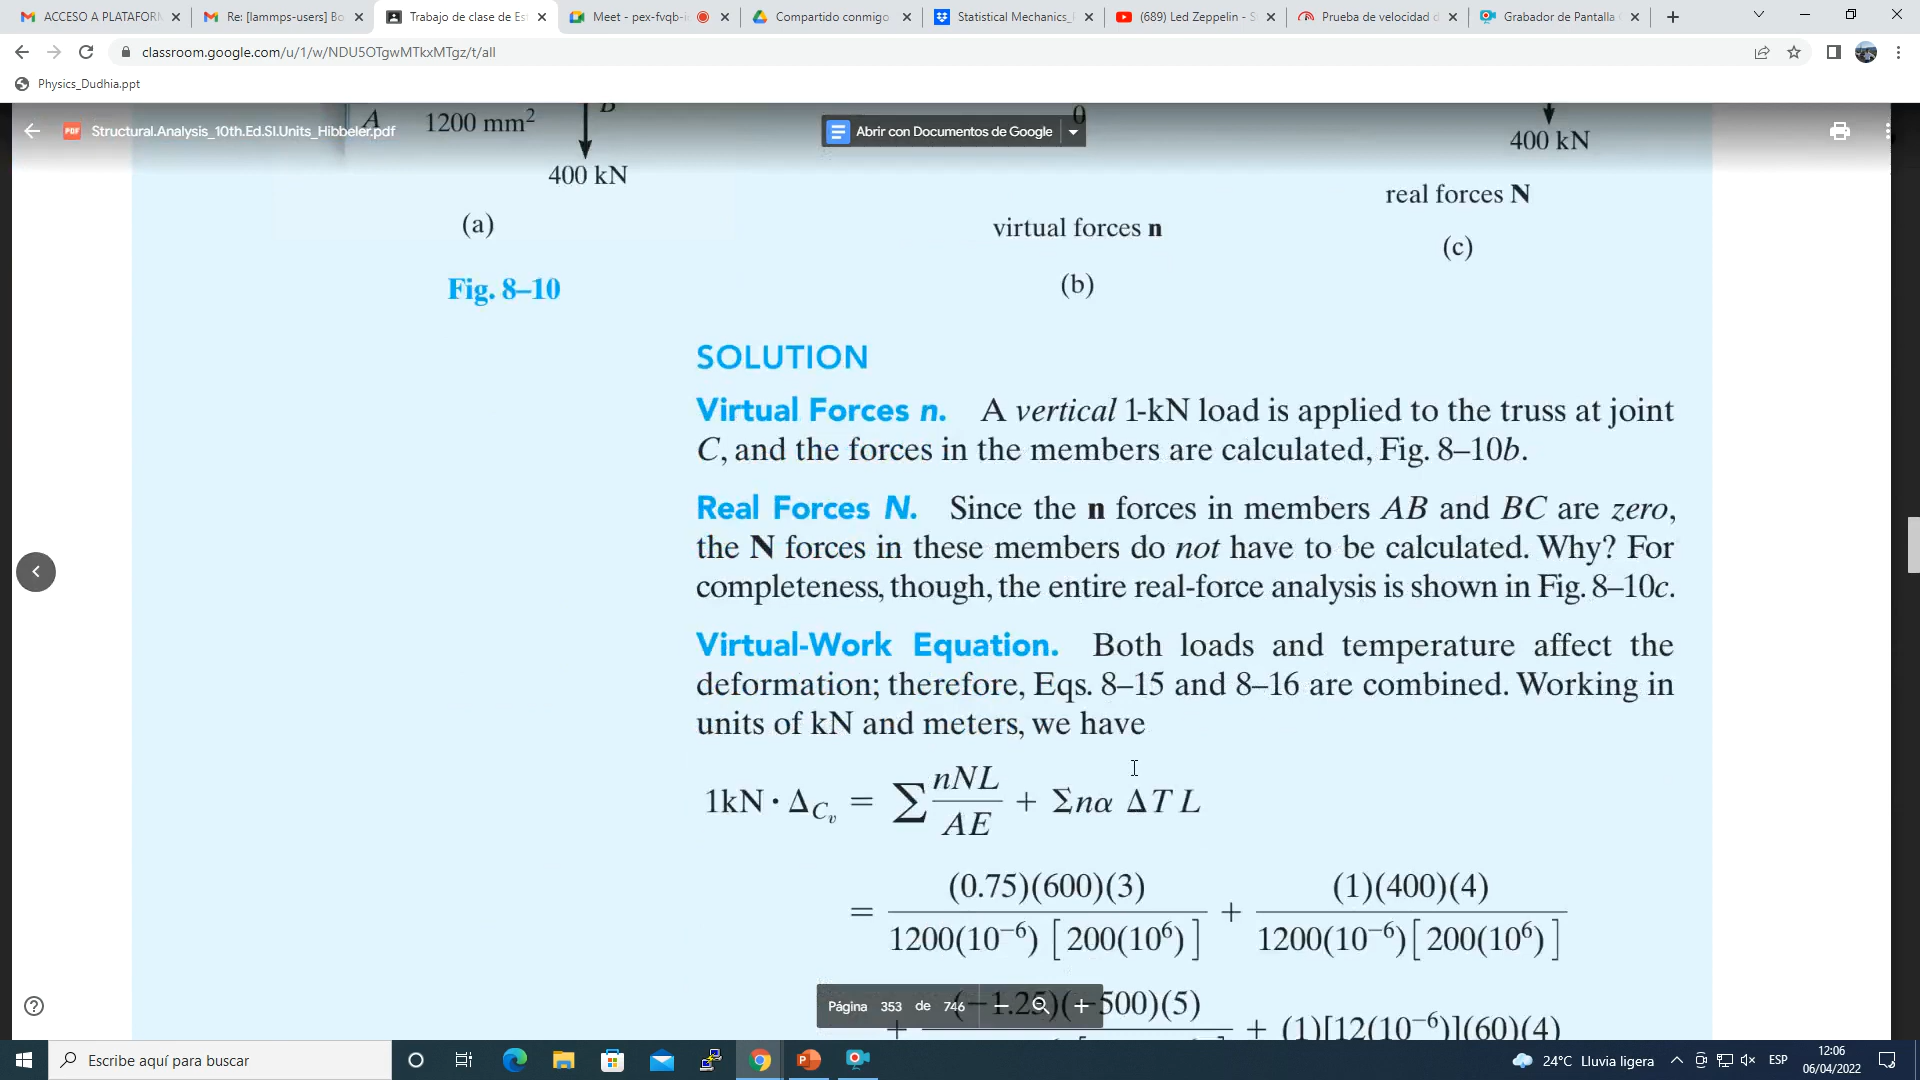 ACCESO A PLATAFOR
Re: [lammps-users] Bo
Trabajo de clase de Es
Meet - pex-fvqb-i
Compartido conmigo
Statistical Mechanics_
(689) Led Zeppelin - S
Prueba de velocidad d
Grabador de Pantalla
classroom.google.com/u/1/w/NDU5OTgwMTkxMTgz/t/all
Physics_Dudhia.ppt
PDF Structural.Analysis_10th.Ed.SI.Units_Hibbeler.pdf
Abrir con Documentos de Google
A 1200 mm² B
400 kN
(a)
Fig. 8–10
0
virtual forces n
(b)
400 kN
real forces N
(c)
SOLUTION
Virtual Forces n. A vertical 1-kN load is applied to the truss at joint
C, and the forces in the members are calculated, Fig. 8–10b.
Real Forces N. Since the n forces in members AB and BC are zero,
the N forces in these members do not have to be calculated. Why? For
completeness, though, the entire real-force analysis is shown in Fig. 8–10c.
Virtual-Work Equation. Both loads and temperature affect the
deformation; therefore, Eqs. 8–15 and 8–16 are combined. Working in
units of kN and meters, we have
1kN · Δ_{C_v} = ∑ nNL/AE + Σnα ΔT L
= (0.75)(600)(3) / 1200(10⁻⁶)[200(10⁶)] + (1)(400)(4) / 1200(10⁻⁶)[200(10⁶)]
+ (−1.25)(−500)(5) + (1)[12(10⁻⁶)](60)(4)
Página 353 de 746
Escribe aquí para buscar
24°C Lluvia ligera
ESP
12:06
06/04/2022